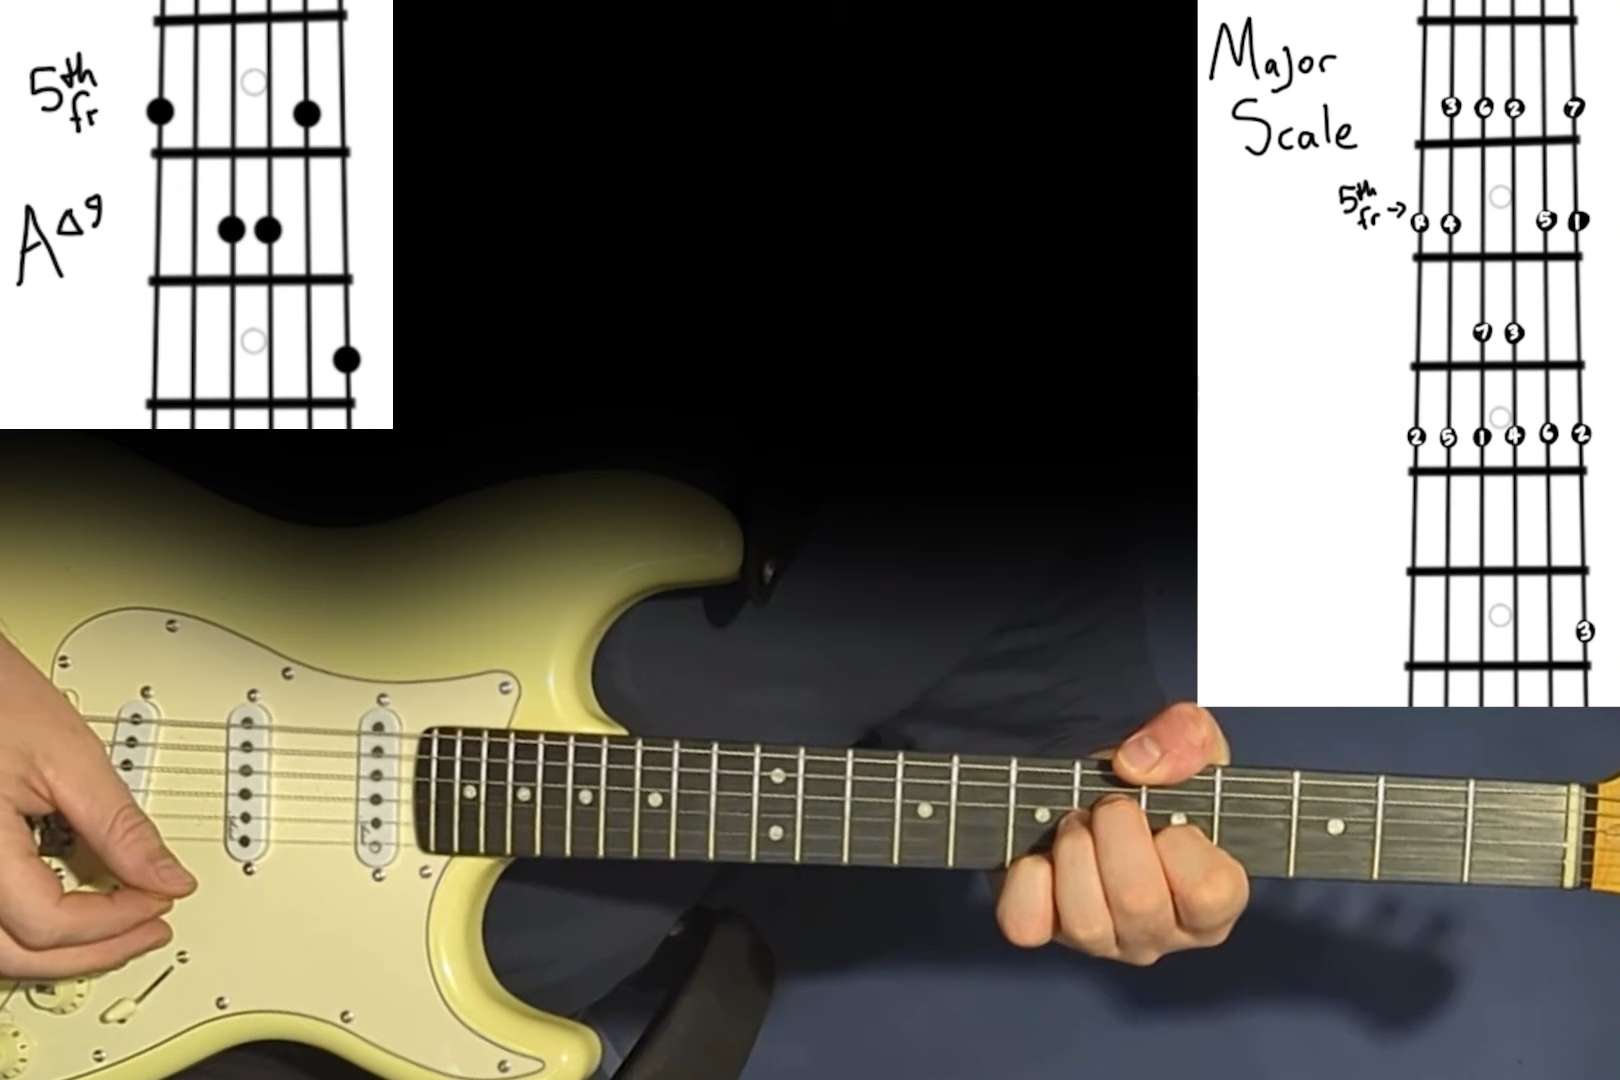 5th
fr
A△9
Major
Scale
3 6 2 7
5th
fr → R 4 5 1
7 3
2 5 1 4 6 2
3